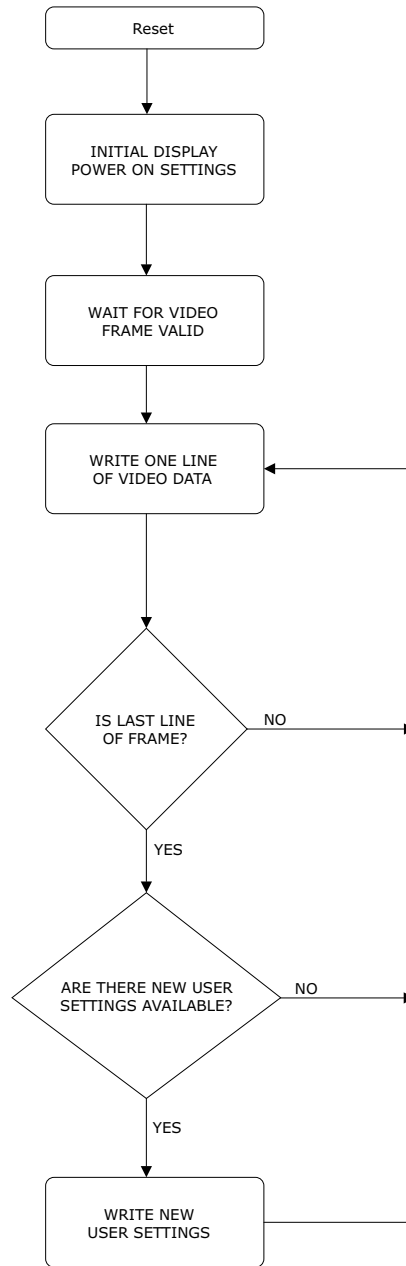 Reset
INITIAL DISPLAY
POWER ON SETTINGS
WAIT FOR VIDEO
FRAME VALID
WRITE ONE LINE
OF VIDEO DATA
IS LAST LINE
OF FRAME?
NO
YES
ARE THERE NEW USER
SETTINGS AVAILABLE?
NO
YES
WRITE NEW
USER SETTINGS